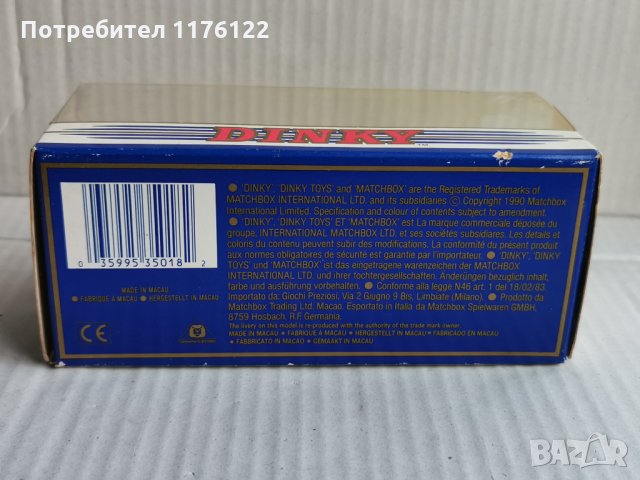 Потребител 1176122
DINKY
TM
● 'DINKY', 'DINKY TOYS' and 'MATCHBOX' are the Registered Trademarks of
MATCHBOX INTERNATIONAL LTD, and its subsidiaries © Copyright 1990 Matchbox
International Limited. Specification and colour of contents subject to amendment.
● 'DINKY', 'DINKY TOYS' ET 'MATCHBOX' est La marque commerciale déposée du
groupe, INTERNATIONAL MATCHBOX LTD, et ses sociétés subsidiares. Les détails et
coloris du contenu peuvent subir des modifications. La conformité du présent produit
aux normes obligatoires de sécurité est garantie par l'importateur. ● 'DINKY', 'DINKY
TOYS' und 'MATCHBOX' ist das eingetragene warenzeichen der MATCHBOX
INTERNATIONAL LTD. und ihrer tochtergesellschaften. Änderungen bezüglich inhalt,
farbe und ausführung vorbehalten. ● Conforme alla legge N46 art. 1 del 18/02/83.
Importato da: Giochi Preziosi, Via 2 Giugno 9 Bis, Limbiate (Milano). ● Prodotto da
Matchbox Trading Ltd. Macao. Esportato in Italia da Matchbox Spielwaren GMBH,
8759 Hosbach, R.F. Germania.
The livery on this model is re-produced with the authority of the trade mark owner.
MADE IN MACAU ● FABRIQUÉ A MACAU ● HERGESTELLT IN MACAU ● FABRICADO EN MACAU
● FABBRICATO IN MACAU ● GEMAAKT IN MACAU
0 35995 35018 2
MADE IN MACAU
● FABRIQUÉ A MACAU ● HERGESTELLT IN MACAU
CE
BAZAR